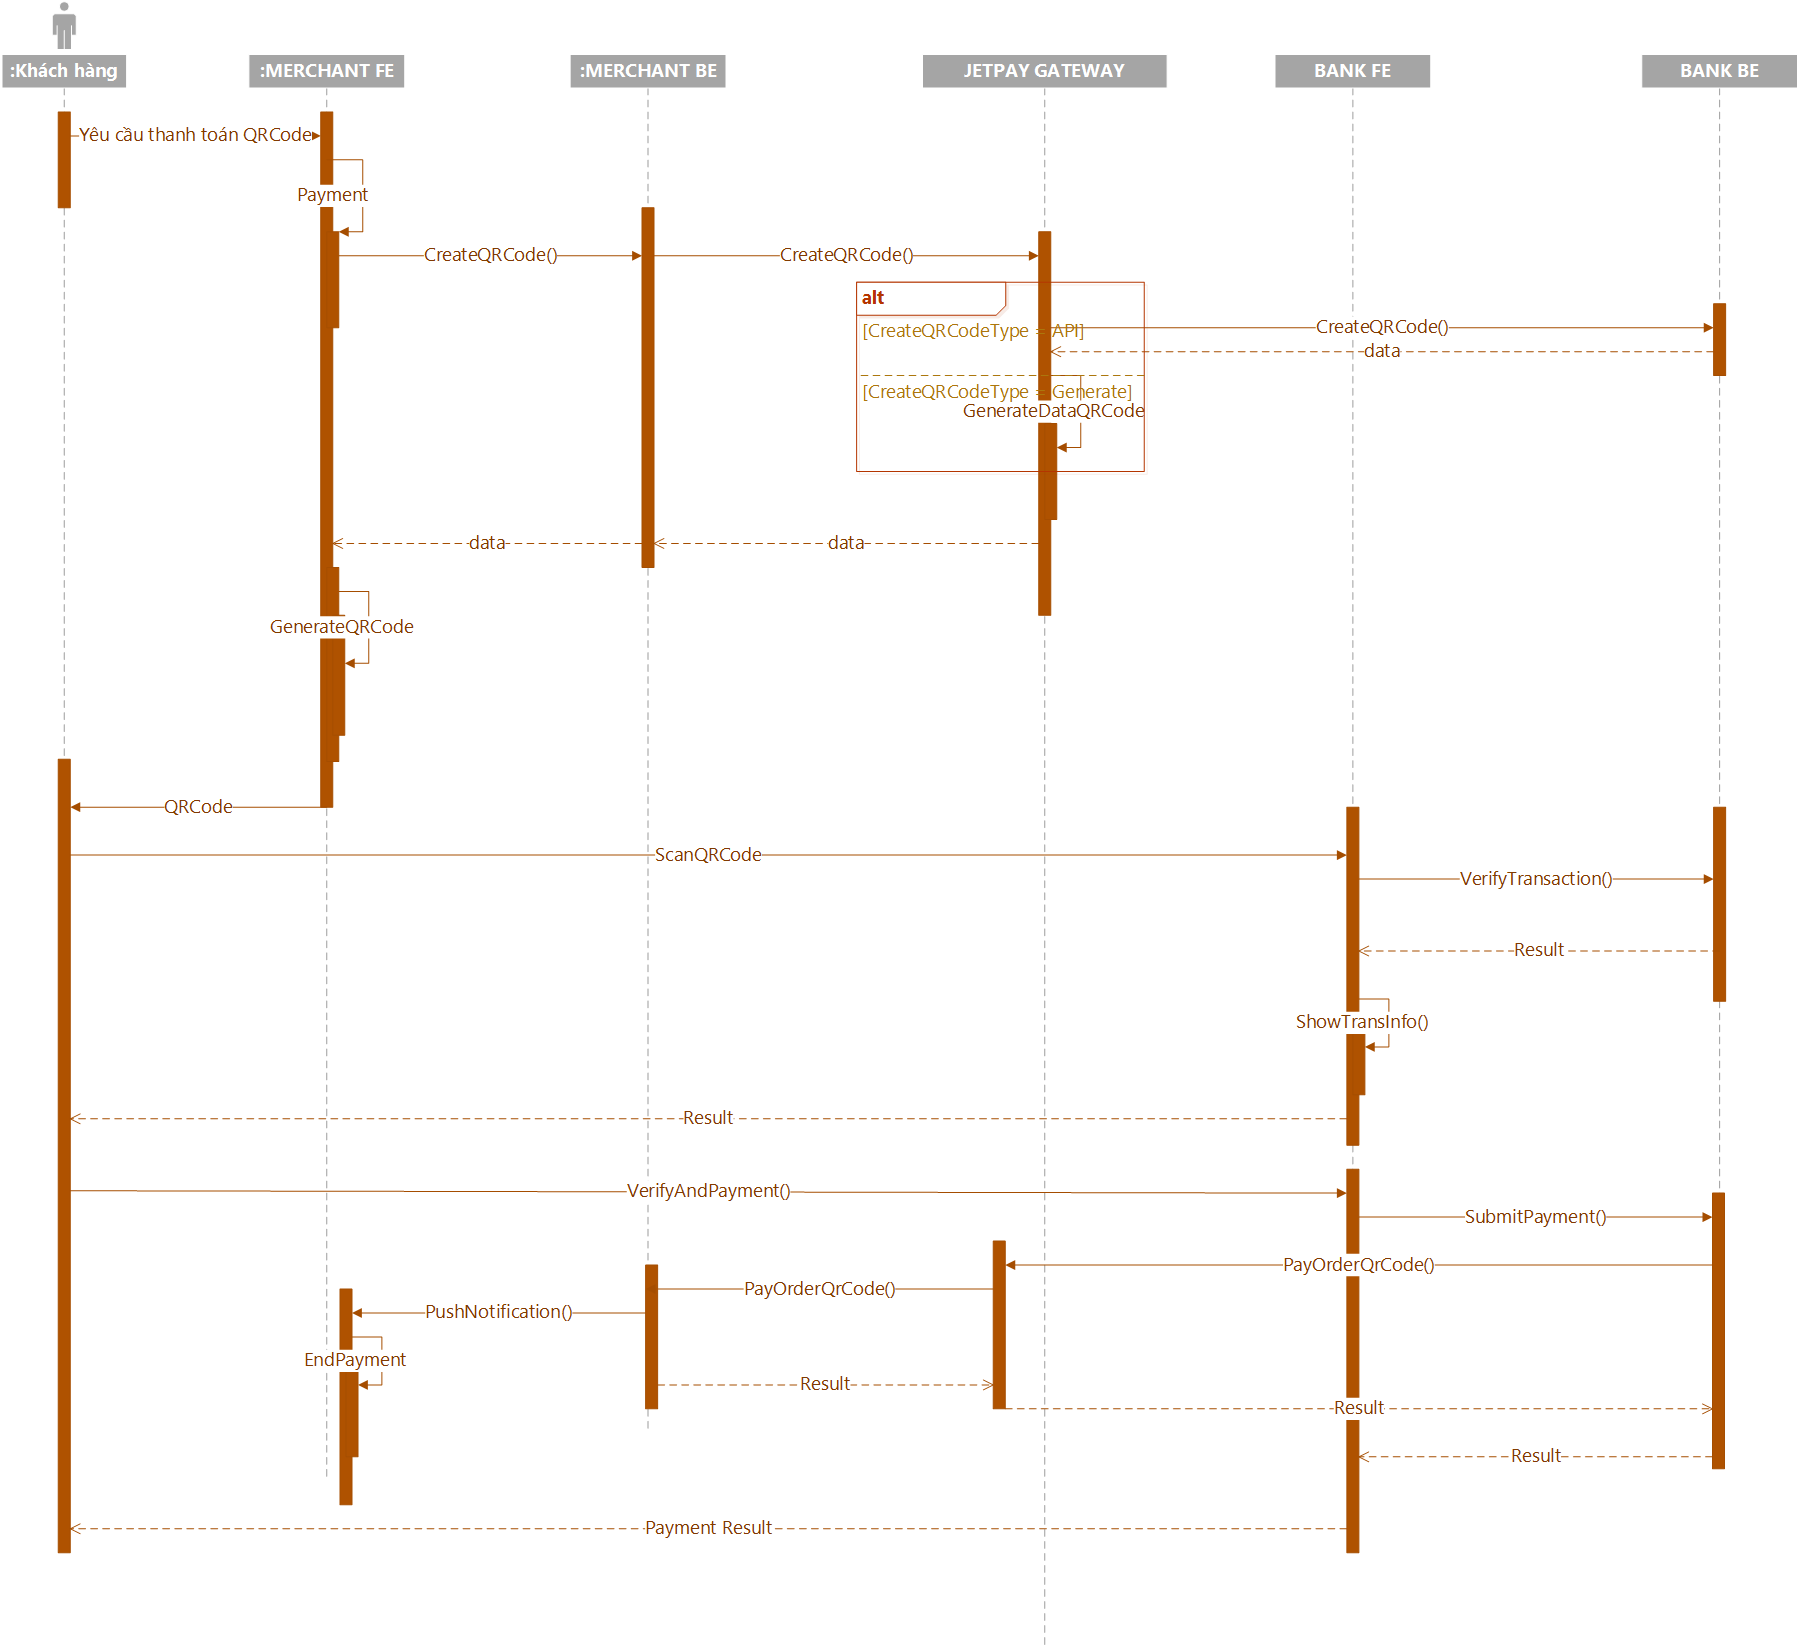 :Khách hàng
:MERCHANT FE
:MERCHANT BE
JETPAY GATEWAY
BANK FE
BANK BE
Yêu cầu thanh toán QRCode
Payment
CreateQRCode()
CreateQRCode()
alt
[CreateQRCodeType = API]
CreateQRCode()
data
[CreateQRCodeType = Generate]
GenerateDataQRCode
data
data
GenerateQRCode
QRCode
ScanQRCode
VerifyTransaction()
Result
ShowTransInfo()
Result
VerifyAndPayment()
SubmitPayment()
PayOrderQrCode()
PayOrderQrCode()
PushNotification()
EndPayment
Result
Result
Result
Payment Result